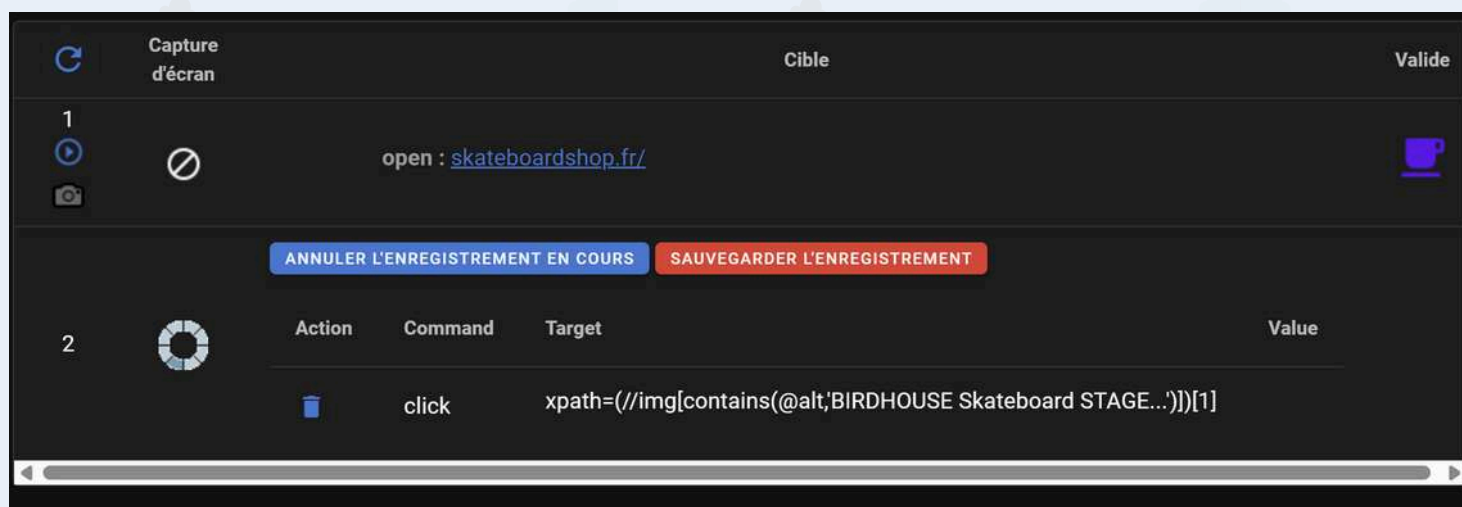 Capture
d'écran
Cible
Valide
1
open : skateboardshop.fr/
ANNULER L'ENREGISTREMENT EN COURS
SAUVEGARDER L'ENREGISTREMENT
2
Action
Command
Target
Value
click
xpath=(//img[contains(@alt,'BIRDHOUSE Skateboard STAGE...')])[1]